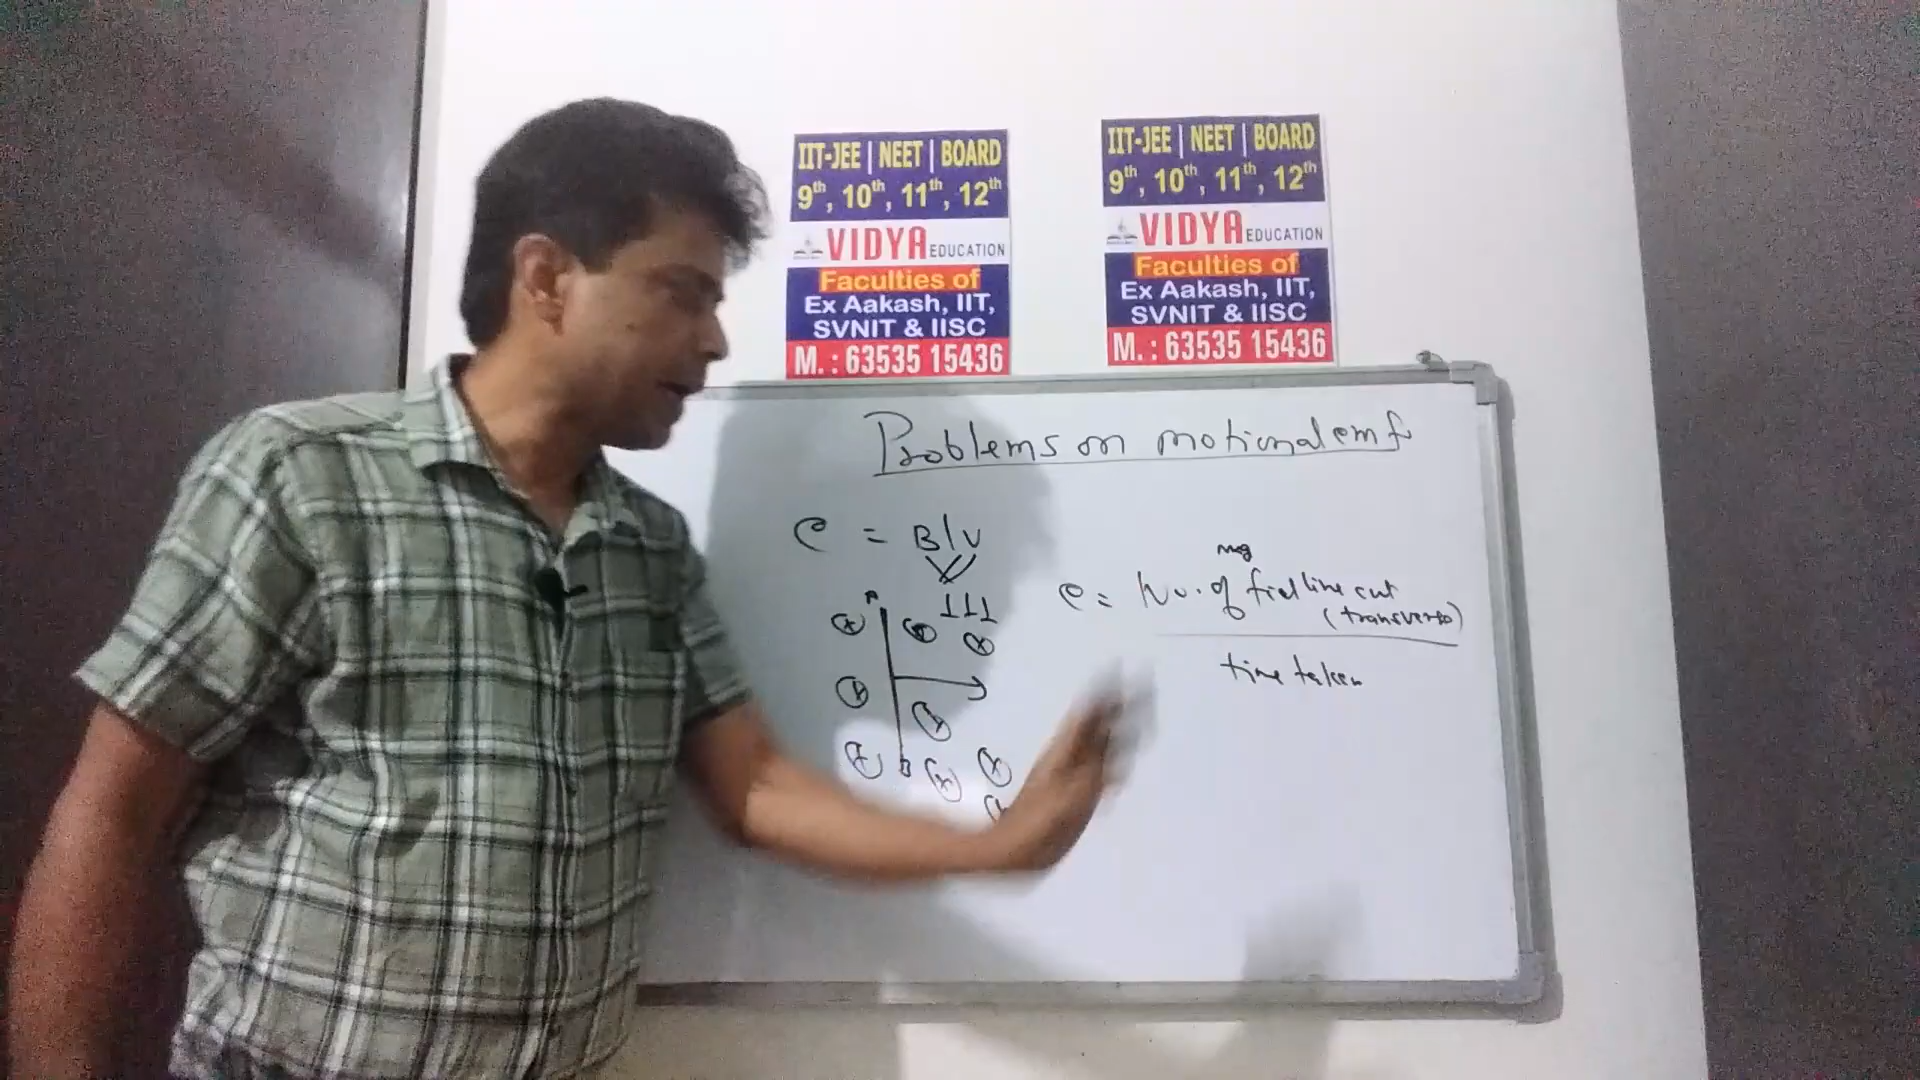 IIT-JEE | NEET | BOARD
9th, 10th, 11th, 12th
VIDYA EDUCATION
Faculties of
Ex Aakash, IIT,
SVNIT & IISC
M. : 63535 15436
IIT-JEE | NEET | BOARD
9th, 10th, 11th, 12th
VIDYA EDUCATION
Faculties of
Ex Aakash, IIT,
SVNIT & IISC
M. : 63535 15436
Problems on motional emf
e = Blv
A
B
mag
e = No. of field line cut
(transverse)
time taken